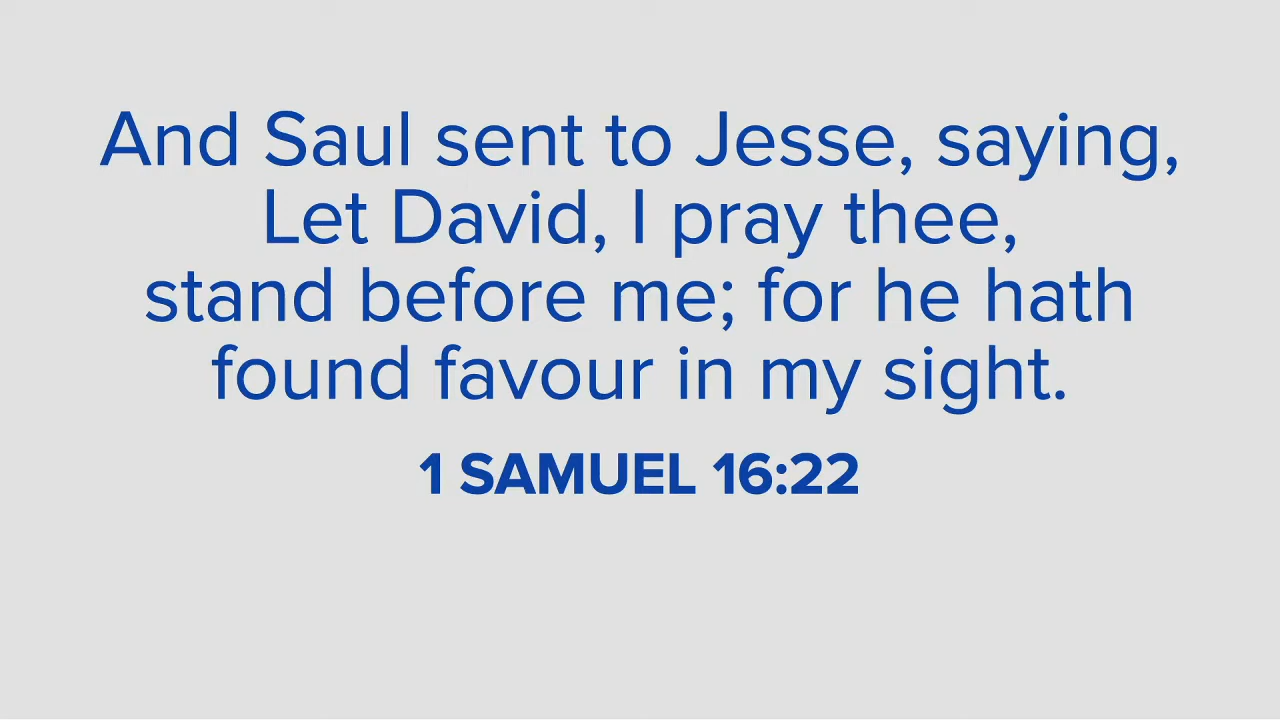 And Saul sent to Jesse, saying,
Let David, I pray thee,
stand before me; for he hath
found favour in my sight.
1 SAMUEL 16:22